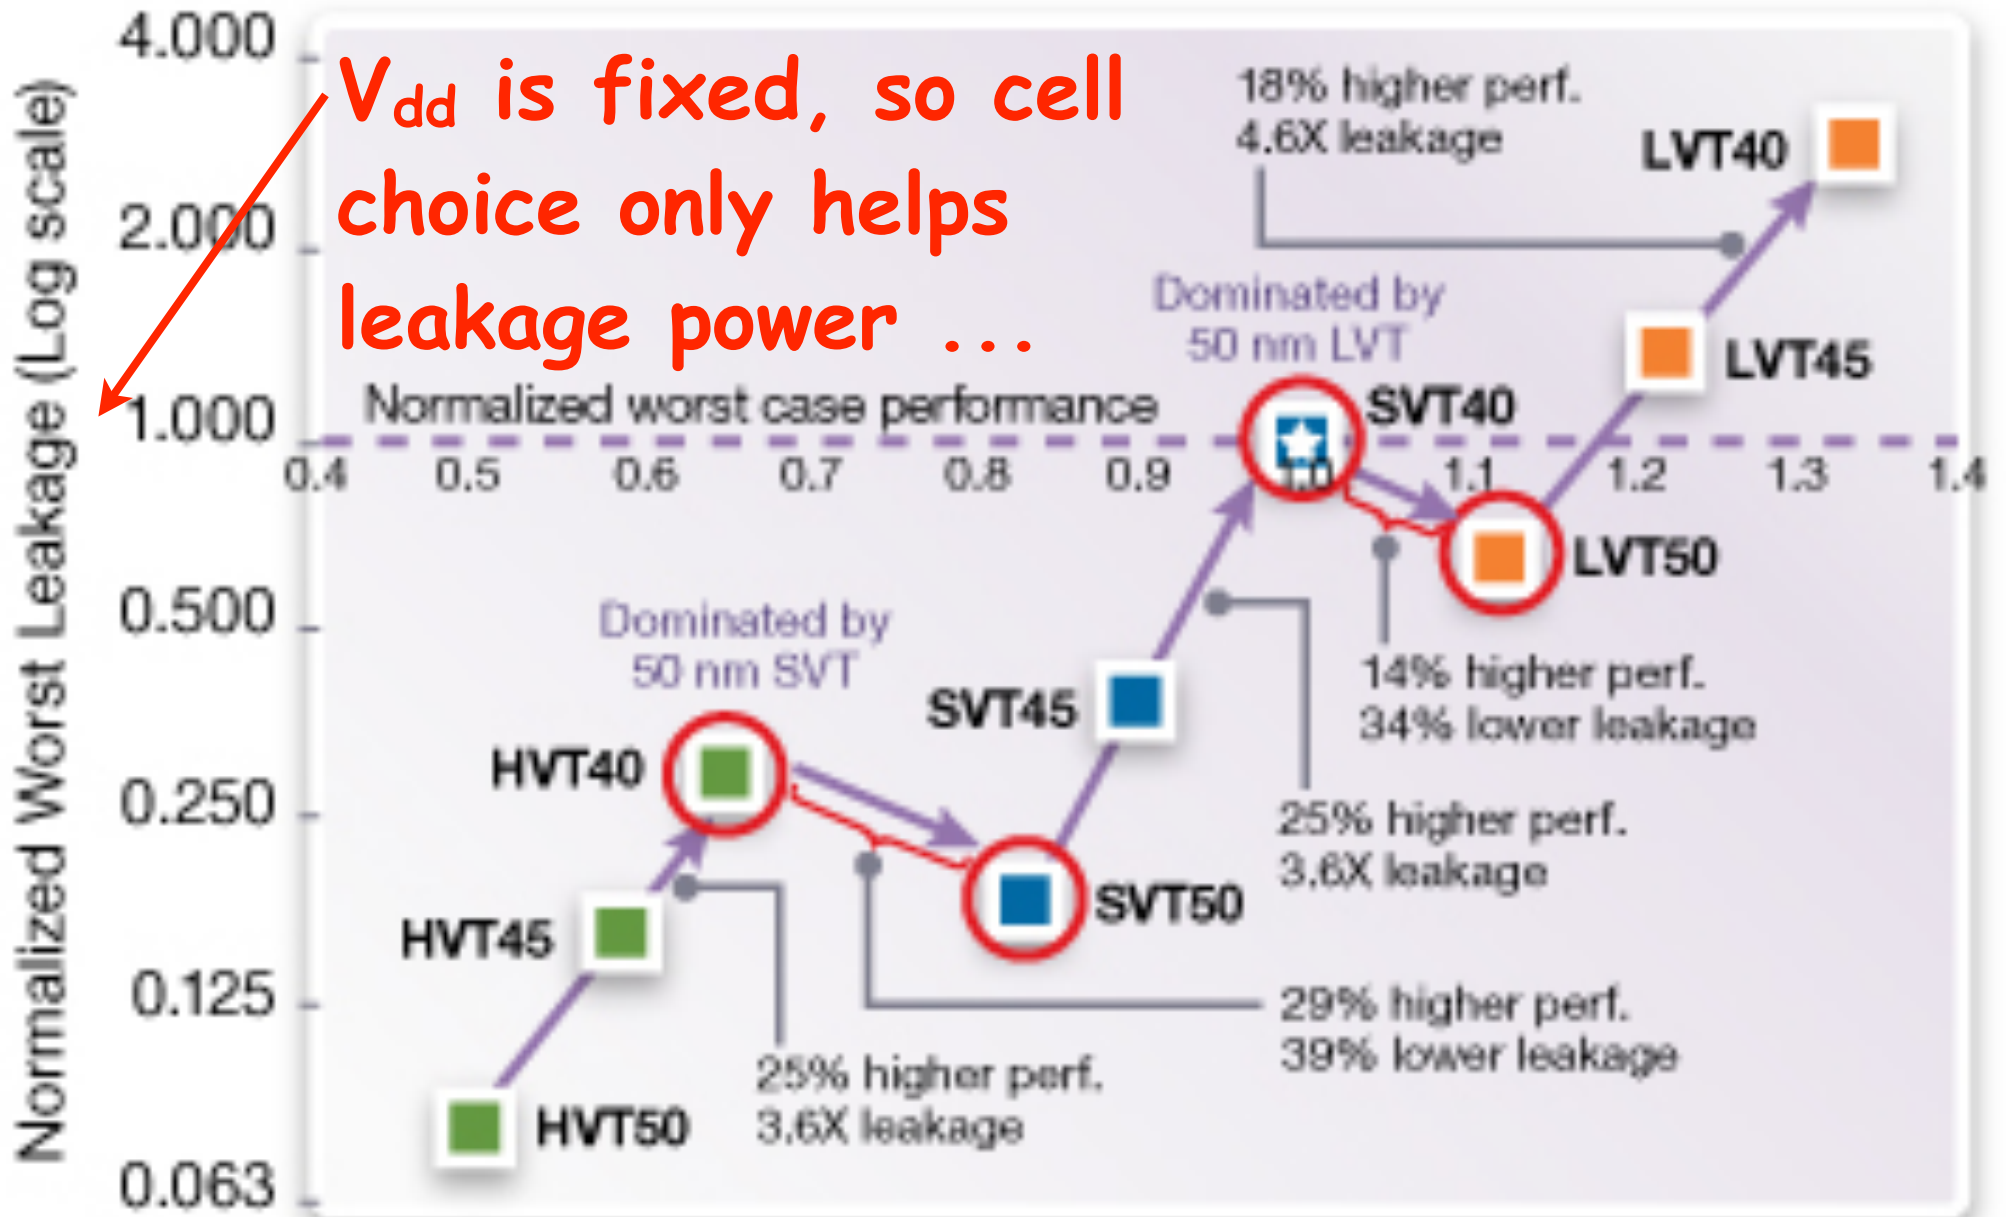 4.000
2.000
1.000
0.500
0.250
0.125
0.063
Normalized Worst Leakage (Log scale)
Vdd is fixed, so cell
choice only helps
leakage power ...
18% higher perf.
4.6X leakage
LVT40
Dominated by
50 nm LVT
LVT45
Normalized worst case performance
SVT40
0.4 0.5 0.6 0.7 0.8 0.9 1.0 1.1 1.2 1.3 1.4
LVT50
Dominated by
50 nm SVT
14% higher perf.
34% lower leakage
SVT45
HVT40
25% higher perf.
3.6X leakage
SVT50
HVT45
29% higher perf.
39% lower leakage
25% higher perf.
3.6X leakage
HVT50